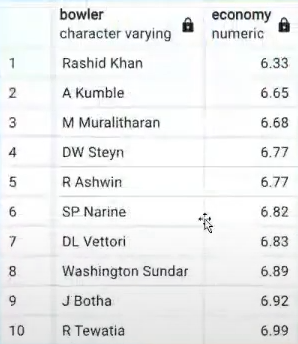 bowler economy
character varying numeric
1 Rashid Khan 6.33
2 A Kumble 6.65
3 M Muralitharan 6.68
4 DW Steyn 6.77
5 R Ashwin 6.77
6 SP Narine 6.82
7 DL Vettori 6.83
8 Washington Sundar 6.89
9 J Botha 6.92
10 R Tewatia 6.99